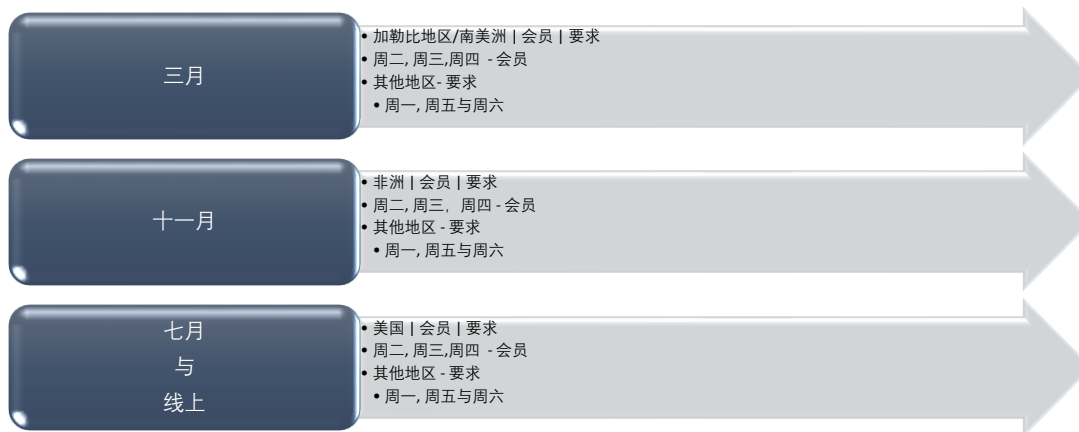 三月
• 加勒比地区/南美洲 | 会员 | 要求
• 周二, 周三,周四 - 会员
• 其他地区- 要求
• 周一, 周五与周六
十一月
• 非洲 | 会员 | 要求
• 周二, 周三，周四 - 会员
• 其他地区 - 要求
• 周一, 周五与周六
七月
与
线上
• 美国 | 会员 | 要求
• 周二, 周三,周四 - 会员
• 其他地区 - 要求
• 周一, 周五与周六